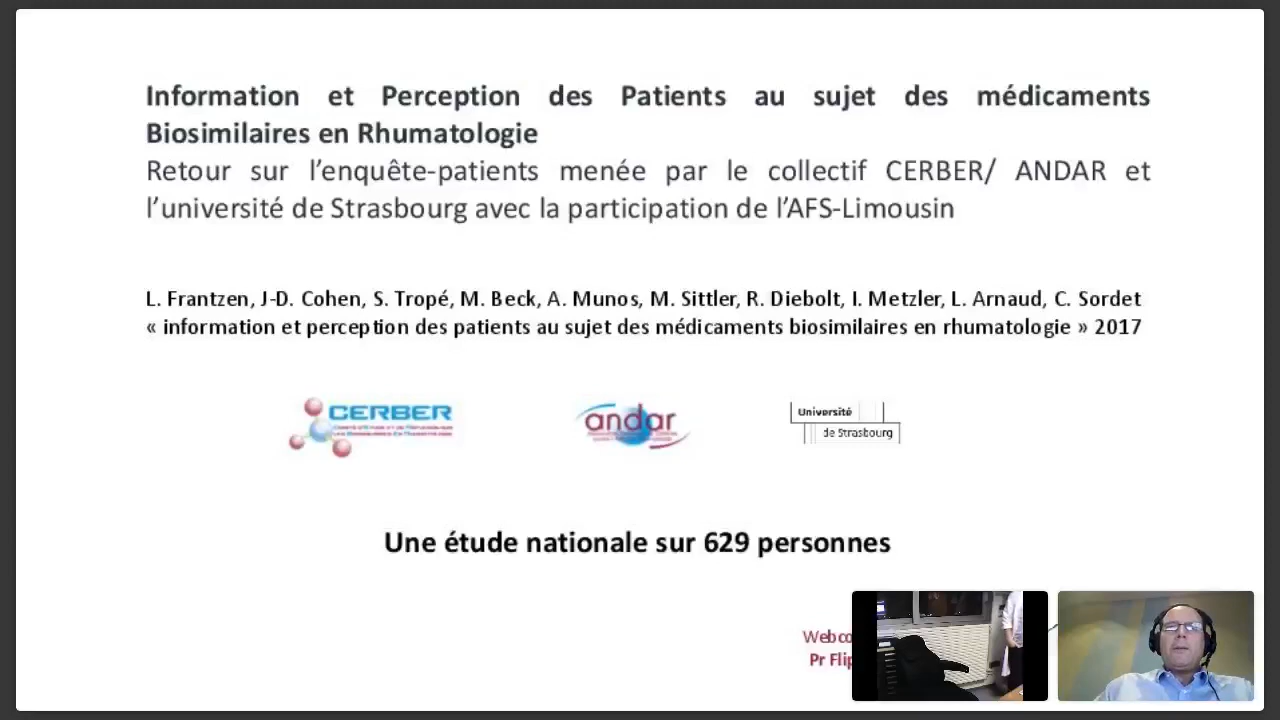 Information et Perception des Patients au sujet des médicaments
Biosimilaires en Rhumatologie
Retour sur l'enquête-patients menée par le collectif CERBER/ ANDAR et
l'université de Strasbourg avec la participation de l'AFS-Limousin
L. Frantzen, J-D. Cohen, S. Tropé, M. Beck, A. Munos, M. Sittler, R. Diebolt, I. Metzler, L. Arnaud, C. Sordet
« information et perception des patients au sujet des médicaments biosimilaires en rhumatologie » 2017
CERBER
andar
Université
de Strasbourg
Une étude nationale sur 629 personnes
Pr